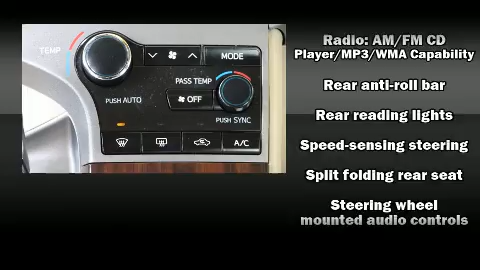 TEMP
MODE
PASS TEMP
OFF
PUSH AUTO
PUSH SYNC
A/C
Radio: AM/FM CD
Player/MP3/WMA Capability
Rear anti-roll bar
Rear reading lights
Speed-sensing steering
Split folding rear seat
Steering wheel
mounted audio controls